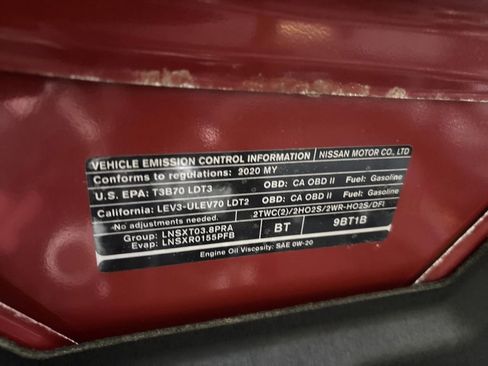 VEHICLE EMISSION CONTROL INFORMATION NISSAN MOTOR CO., LTD
Conforms to regulations: 2020 MY
U.S. EPA: T3B70 LDT3 OBD: CA OBD II Fuel: Gasoline
California: LEV3-ULEV70 LDT2 OBD: CA OBD II Fuel: Gasoline
No adjustments needed. 2TWC(2)/2HO2S/2WR-HO2S/DFI
Group: LNSXT03.8PRA BT 9BT1B
Evap: LNSXR0155PFB
Engine Oil Viscosity: SAE 0W-20